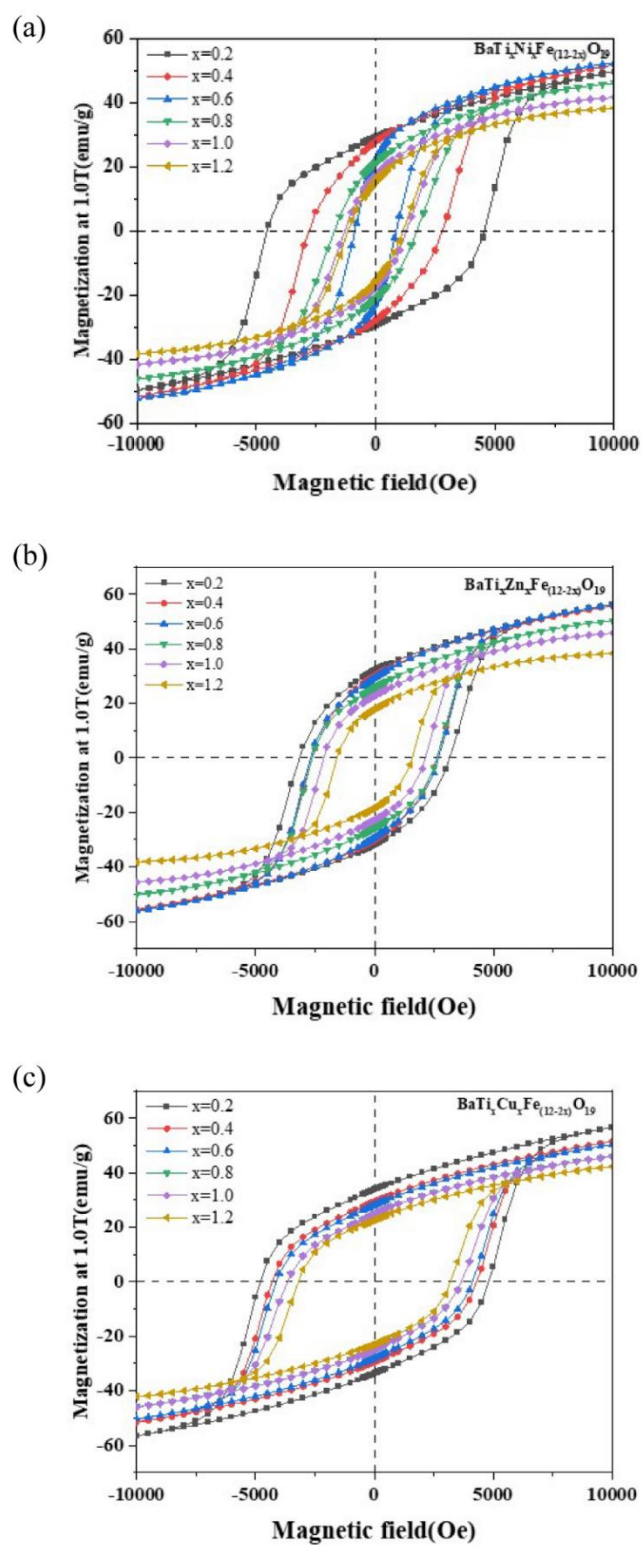 (a)
BaTiₓNiₓFe₍₁₂₋₂ₓ₎O₁₉
x=0.2
x=0.4
x=0.6
x=0.8
x=1.0
x=1.2
60
40
20
0
-20
-40
-60
Magnetization at 1.0T(emu/g)
-10000 -5000 0 5000 10000
Magnetic field(Oe)
(b)
BaTiₓZnₓFe₍₁₂₋₂ₓ₎O₁₉
x=0.2
x=0.4
x=0.6
x=0.8
x=1.0
x=1.2
60
40
20
0
-20
-40
-60
Magnetization at 1.0T(emu/g)
-10000 -5000 0 5000 10000
Magnetic field(Oe)
(c)
BaTiₓCuₓFe₍₁₂₋₂ₓ₎O₁₉
x=0.2
x=0.4
x=0.6
x=0.8
x=1.0
x=1.2
60
40
20
0
-20
-40
-60
Magnetization at 1.0T(emu/g)
-10000 -5000 0 5000 10000
Magnetic field(Oe)